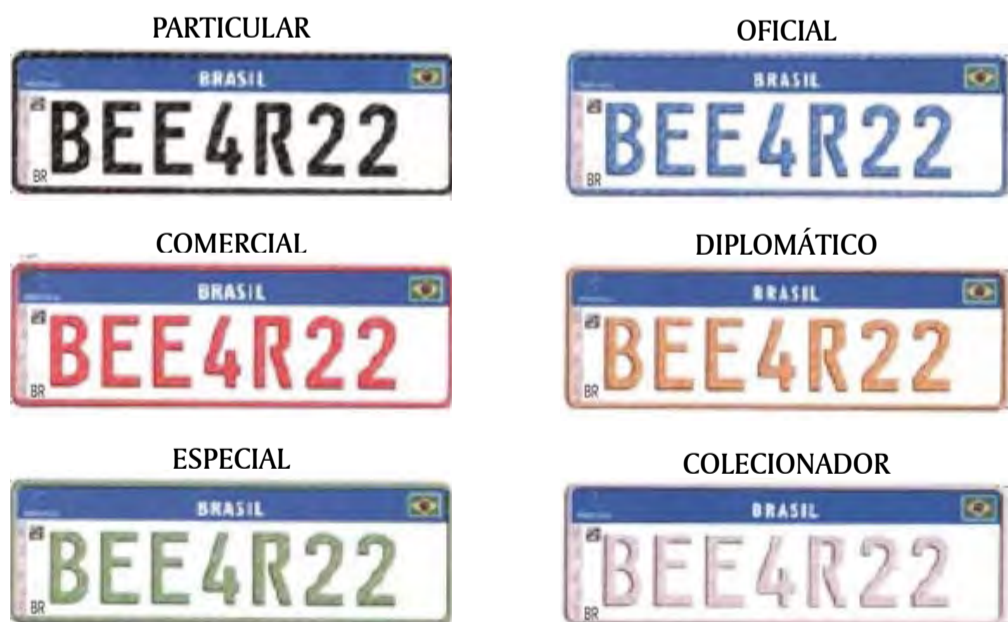 PARTICULAR
BRASIL
BEE4R22
BR
OFICIAL
BRASIL
BEE4R22
BR
COMERCIAL
BRASIL
BEE4R22
BR
DIPLOMÁTICO
BRASIL
BEE4R22
BR
ESPECIAL
BRASIL
BEE4R22
BR
COLECIONADOR
BRASIL
BEE4R22
BR